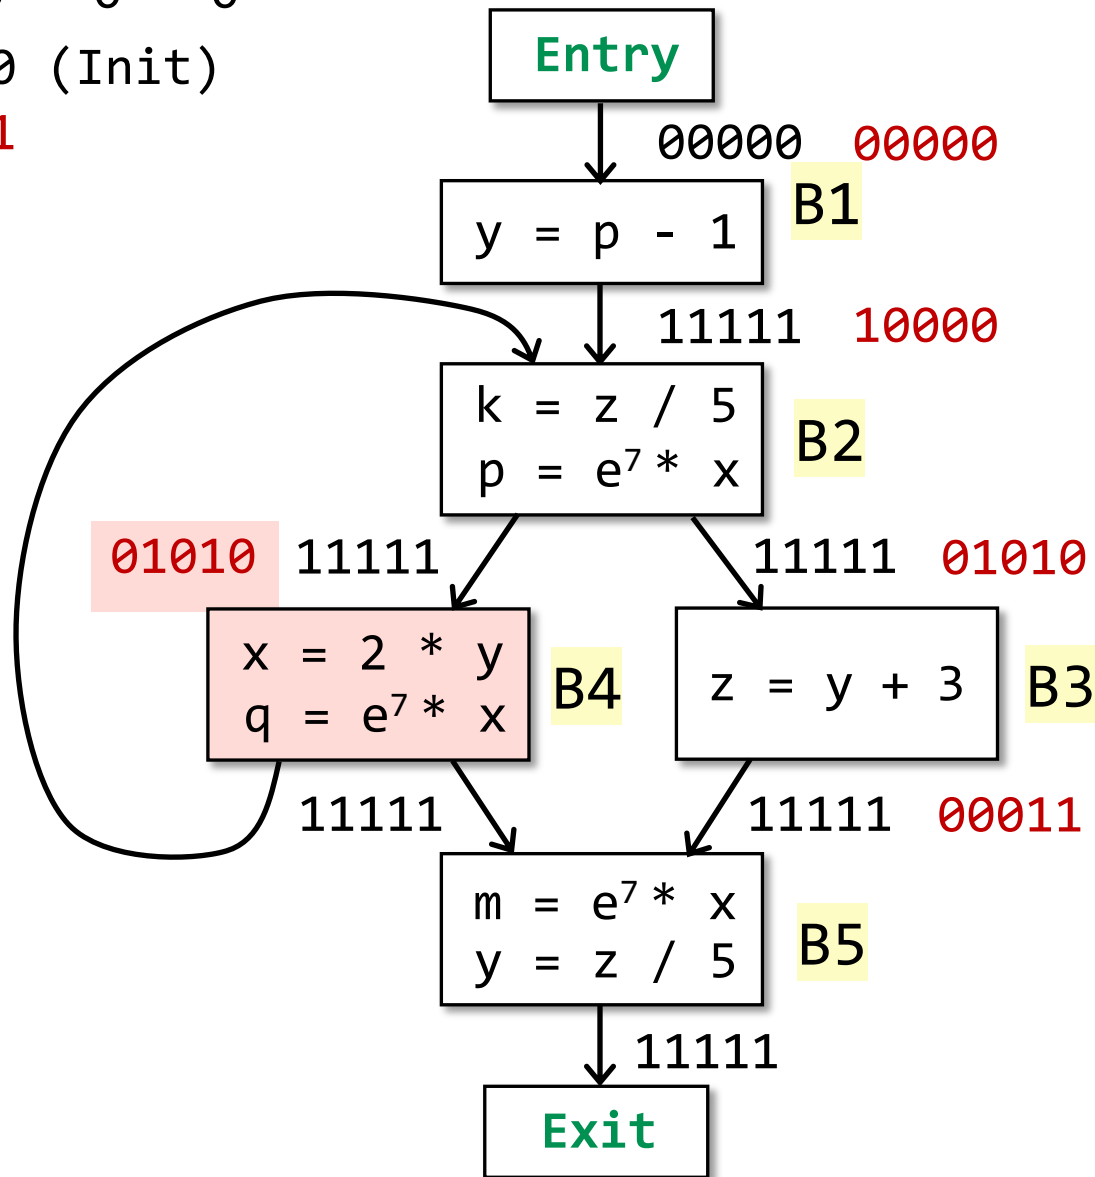 0 (Init)
1
Entry
00000 00000
B1
y = p - 1
11111 10000
k = z / 5
p = e⁷ * x
B2
01010 11111
11111 01010
x = 2 * y
q = e⁷ * x
B4
z = y + 3
B3
11111
11111 00011
m = e⁷ * x
y = z / 5
B5
11111
Exit